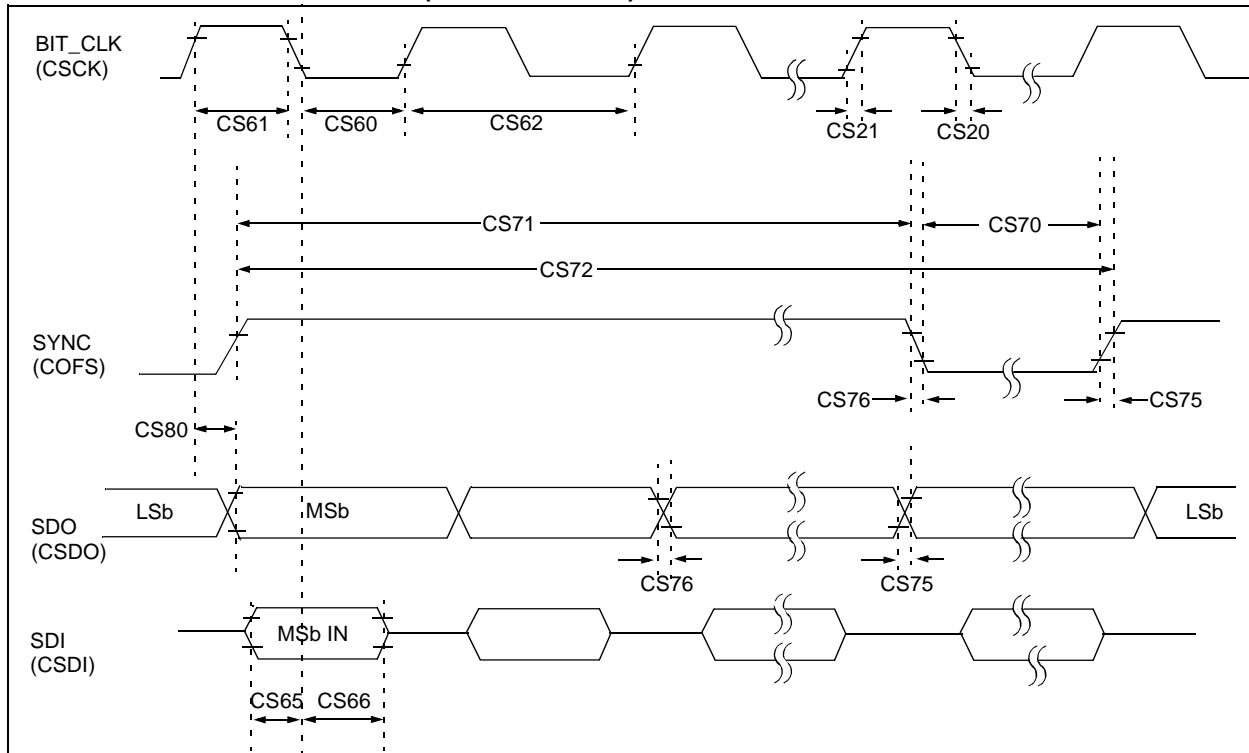 BIT_CLK
(CSCK)
CS61
CS60
CS62
CS21
CS20
CS71
CS70
CS72
SYNC
(COFS)
CS76
CS75
CS80
LSb
MSb
LSb
SDO
(CSDO)
CS76
CS75
SDI
(CSDI)
MSb IN
CS65
CS66